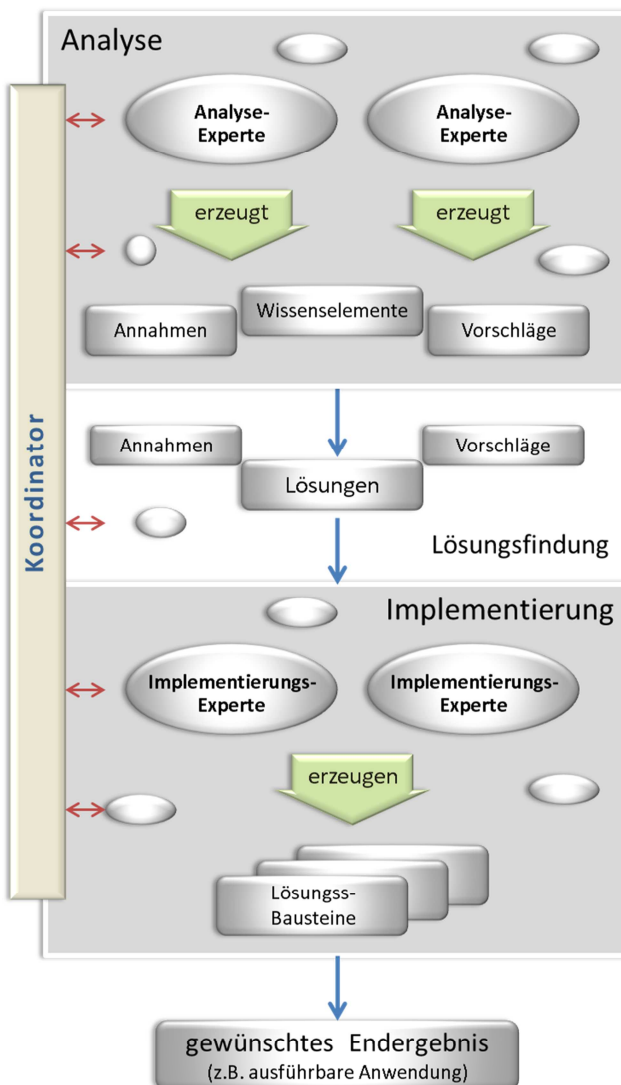 Analyse
Analyse-
Experte
Analyse-
Experte
erzeugt
erzeugt
Annahmen
Wissenselemente
Vorschläge
Koordinator
Annahmen
Vorschläge
Lösungen
Lösungsfindung
Implementierung
Implementierungs-
Experte
Implementierungs-
Experte
erzeugen
Lösungss-
Bausteine
gewünschtes Endergebnis
(z.B. ausführbare Anwendung)